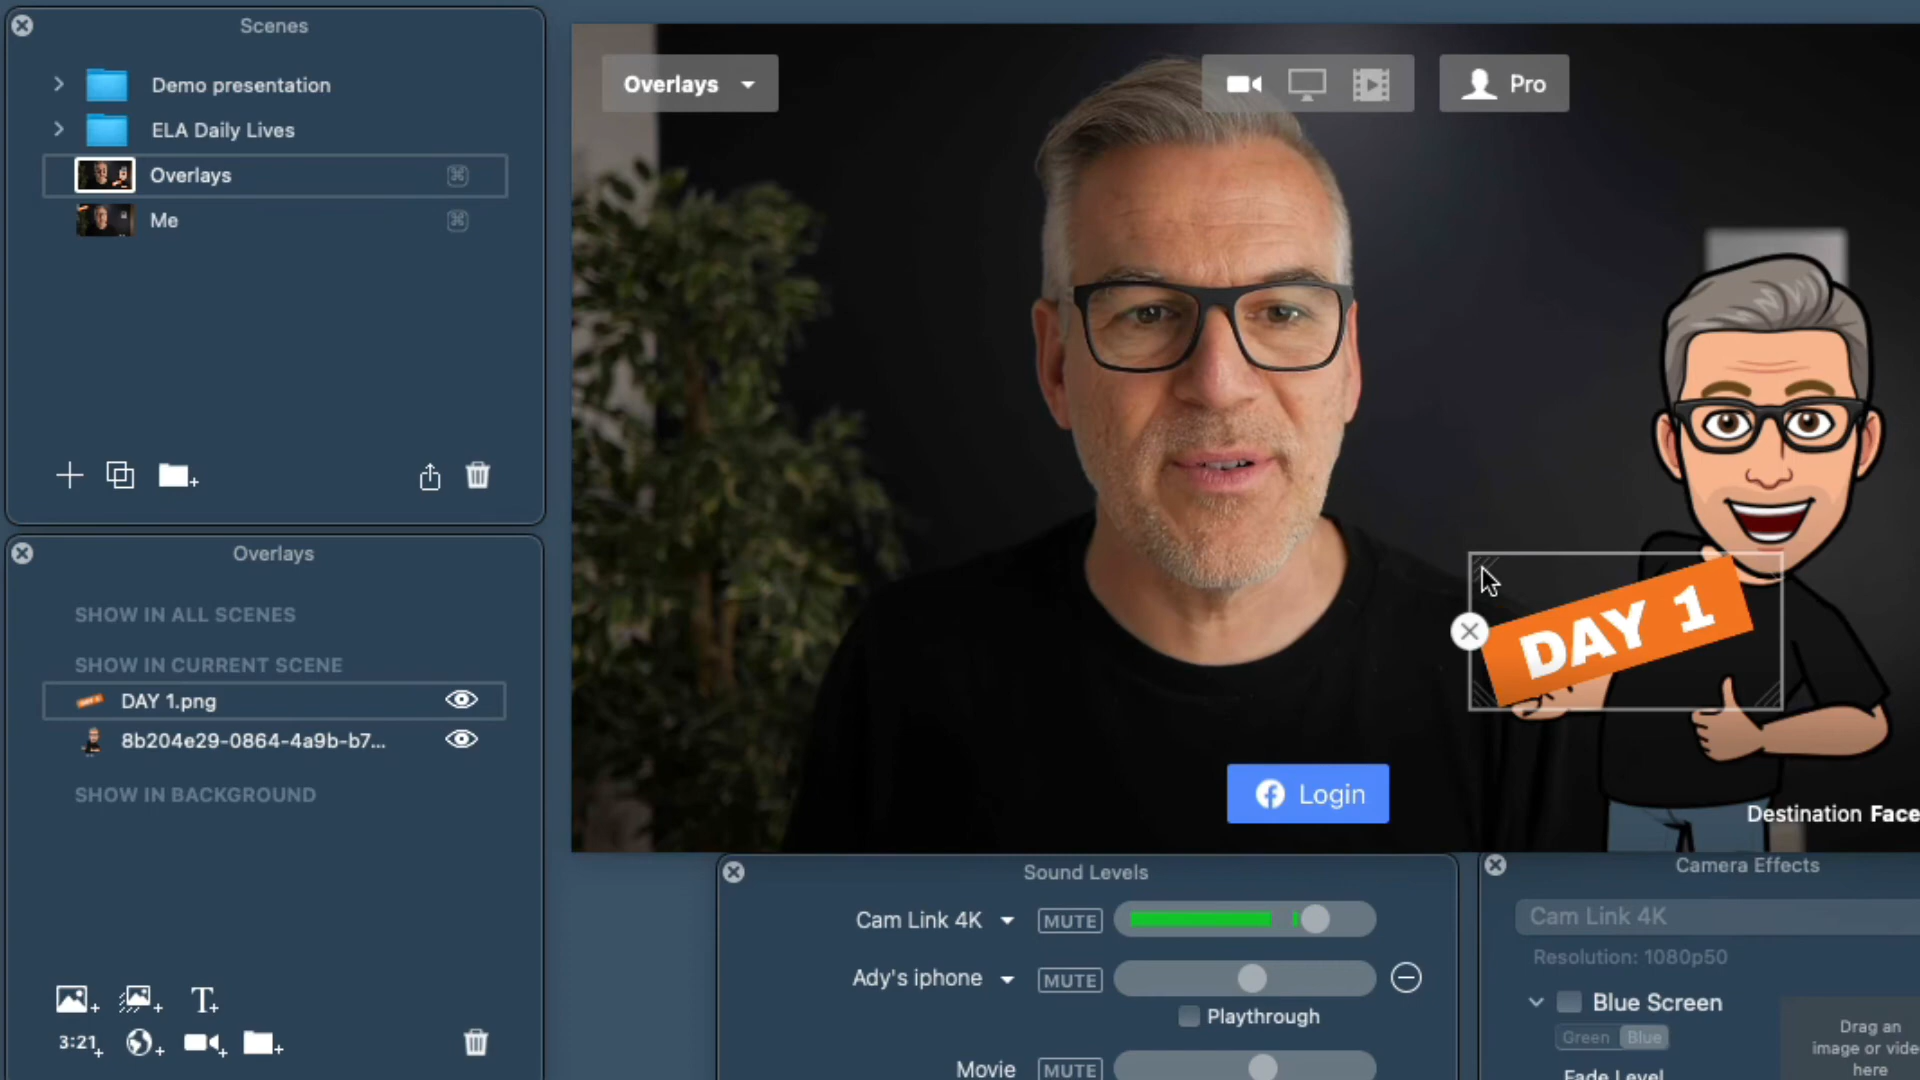 Scenes
Demo presentation
ELA Daily Lives
Overlays
Me
Overlays
SHOW IN ALL SCENES
SHOW IN CURRENT SCENE
DAY 1.png
8b204e29-0864-4a9b-b7...
SHOW IN BACKGROUND
T+
3:21+
Overlays
Pro
DAY 1
Login
Destination Face
Sound Levels
Cam Link 4K
MUTE
Ady's iphone
MUTE
Playthrough
Movie
MUTE
Camera Effects
Cam Link 4K
Resolution: 1080p50
Blue Screen
Green Blue
Drag an
image or vide
here
Fade Level